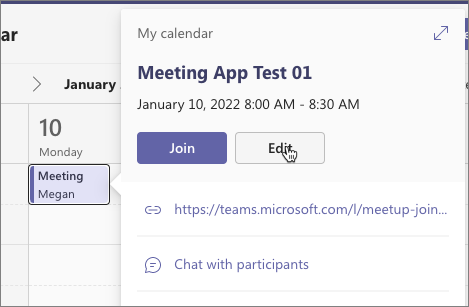 ar
My calendar
Meeting App Test 01
January
January 10, 2022 8:00 AM - 8:30 AM
10
Monday
Join
Edit
Meeting
Megan
https://teams.microsoft.com/l/meetup-join...
Chat with participants